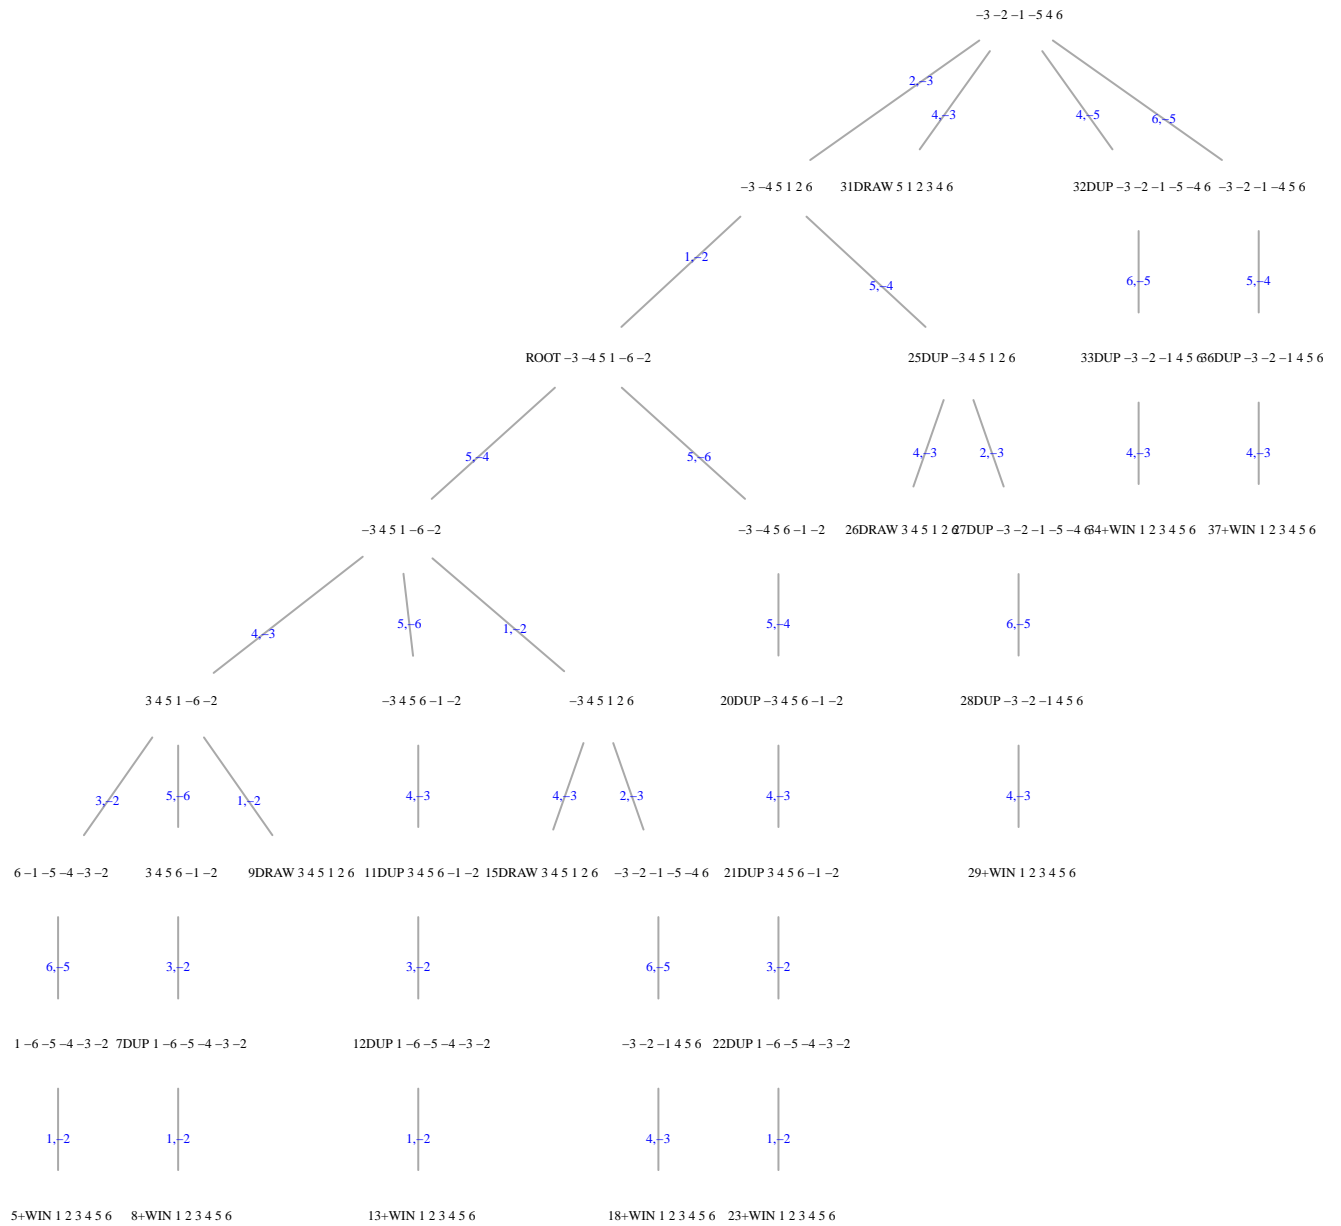 −3 −2 −1 −5 4 6
2,−3
4,−3
4,−5
6,−5
−3 −4 5 1 2 6
31DRAW 5 1 2 3 4 6
32DUP −3 −2 −1 −5 −4 6
−3 −2 −1 −4 5 6
1,−2
5,−4
6,−5
5,−4
ROOT −3 −4 5 1 −6 −2
25DUP −3 4 5 1 2 6
33DUP −3 −2 −1 4 5 6
36DUP −3 −2 −1 4 5 6
5,−4
5,−6
4,−3
2,−3
4,−3
4,−3
−3 4 5 1 −6 −2
−3 −4 5 6 −1 −2
26DRAW 3 4 5 1 2 6
27DUP −3 −2 −1 −5 −4 6
34+WIN 1 2 3 4 5 6
37+WIN 1 2 3 4 5 6
4,−3
5,−6
1,−2
5,−4
6,−5
3 4 5 1 −6 −2
−3 4 5 6 −1 −2
−3 4 5 1 2 6
20DUP −3 4 5 6 −1 −2
28DUP −3 −2 −1 4 5 6
3,−2
5,−6
1,−2
4,−3
4,−3
2,−3
4,−3
4,−3
6 −1 −5 −4 −3 −2
3 4 5 6 −1 −2
9DRAW 3 4 5 1 2 6
11DUP 3 4 5 6 −1 −2
15DRAW 3 4 5 1 2 6
−3 −2 −1 −5 −4 6
21DUP 3 4 5 6 −1 −2
29+WIN 1 2 3 4 5 6
6,−5
3,−2
3,−2
6,−5
3,−2
1 −6 −5 −4 −3 −2
7DUP 1 −6 −5 −4 −3 −2
12DUP 1 −6 −5 −4 −3 −2
−3 −2 −1 4 5 6
22DUP 1 −6 −5 −4 −3 −2
1,−2
1,−2
1,−2
4,−3
1,−2
5+WIN 1 2 3 4 5 6
8+WIN 1 2 3 4 5 6
13+WIN 1 2 3 4 5 6
18+WIN 1 2 3 4 5 6
23+WIN 1 2 3 4 5 6